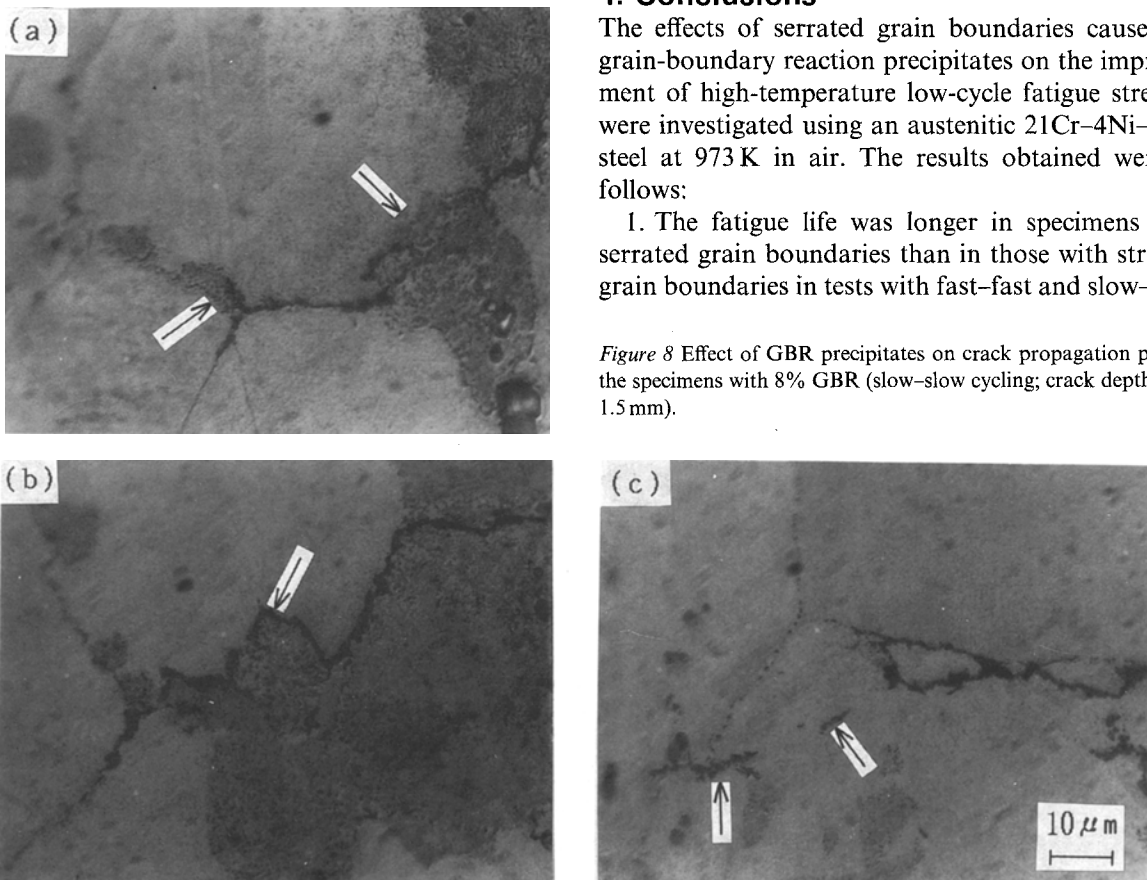 (a)
4. Conclusions
The effects of serrated grain boundaries cause
grain-boundary reaction precipitates on the imp
ment of high-temperature low-cycle fatigue stre
were investigated using an austenitic 21Cr–4Ni–
steel at 973 K in air. The results obtained we
follows:
1. The fatigue life was longer in specimens
serrated grain boundaries than in those with str
grain boundaries in tests with fast–fast and slow–
Figure 8 Effect of GBR precipitates on crack propagation p
the specimens with 8% GBR (slow–slow cycling; crack depth
1.5 mm).
(b)
(c)
10 μm